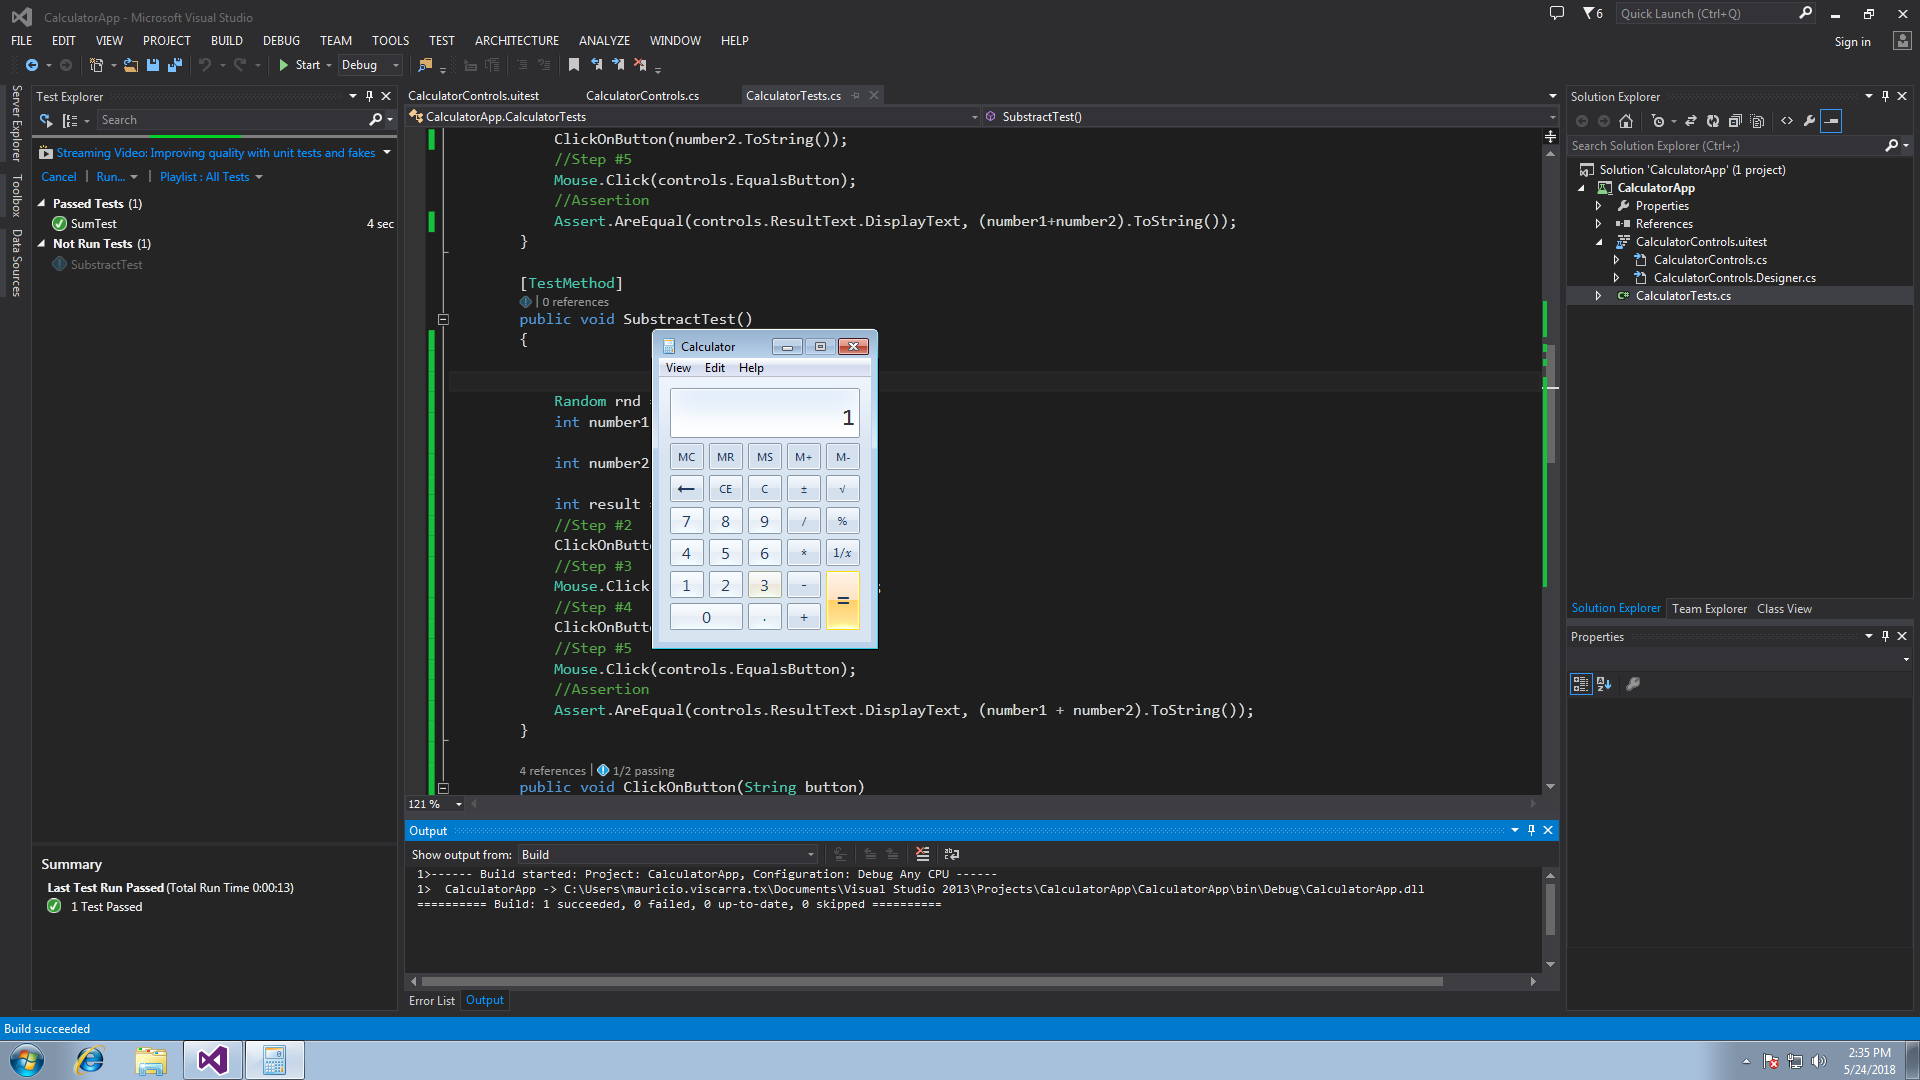 CalculatorApp - Microsoft Visual Studio
6
Quick Launch (Ctrl+Q)
FILE EDIT VIEW PROJECT BUILD DEBUG TEAM TOOLS TEST ARCHITECTURE ANALYZE WINDOW HELP
Sign in
Start Debug
Server Explorer
Toolbox
Data Sources
Test Explorer
Search
Streaming Video: Improving quality with unit tests and fakes
Cancel | Run... | Playlist : All Tests
Passed Tests (1)
SumTest 4 sec
Not Run Tests (1)
SubstractTest
Summary
Last Test Run Passed (Total Run Time 0:00:13)
1 Test Passed
CalculatorControls.uitest CalculatorControls.cs CalculatorTests.cs
CalculatorApp.CalculatorTests SubstractTest()
ClickOnButton(number2.ToString());
//Step #5
Mouse.Click(controls.EqualsButton);
//Assertion
Assert.AreEqual(controls.ResultText.DisplayText, (number1+number2).ToString());
}
[TestMethod]
| 0 references
public void SubstractTest()
{
Random rnd
int number1
int number2
int result
//Step #2
ClickOnButt
//Step #3
Mouse.Click ;
//Step #4
ClickOnButt
//Step #5
Mouse.Click(controls.EqualsButton);
//Assertion
Assert.AreEqual(controls.ResultText.DisplayText, (number1 + number2).ToString());
}
4 references | 1/2 passing
public void ClickOnButton(String button)
121 %
Calculator
View Edit Help
1
MC MR MS M+ M-
← CE C ± √
7 8 9 / %
4 5 6 * 1/x
1 2 3 - =
0 . +
Output
Show output from: Build
1>------ Build started: Project: CalculatorApp, Configuration: Debug Any CPU ------
1> CalculatorApp -> C:\Users\mauricio.viscarra.tx\Documents\Visual Studio 2013\Projects\CalculatorApp\CalculatorApp\bin\Debug\CalculatorApp.dll
========== Build: 1 succeeded, 0 failed, 0 up-to-date, 0 skipped ==========
Error List Output
Solution Explorer
Search Solution Explorer (Ctrl+;)
Solution 'CalculatorApp' (1 project)
CalculatorApp
Properties
References
CalculatorControls.uitest
CalculatorControls.cs
CalculatorControls.Designer.cs
C# CalculatorTests.cs
Solution Explorer Team Explorer Class View
Properties
Build succeeded
2:35 PM
5/24/2018